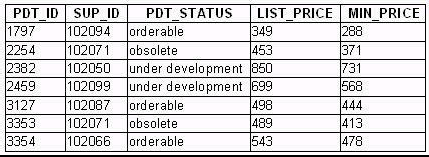 PDT_ID SUP_ID PDT_STATUS LIST_PRICE MIN_PRICE
1797 102094 orderable 349 288
2254 102071 obsolete 453 371
2382 102050 under development 850 731
2459 102099 under development 699 568
3127 102087 orderable 498 444
3353 102071 obsolete 489 413
3354 102066 orderable 543 478